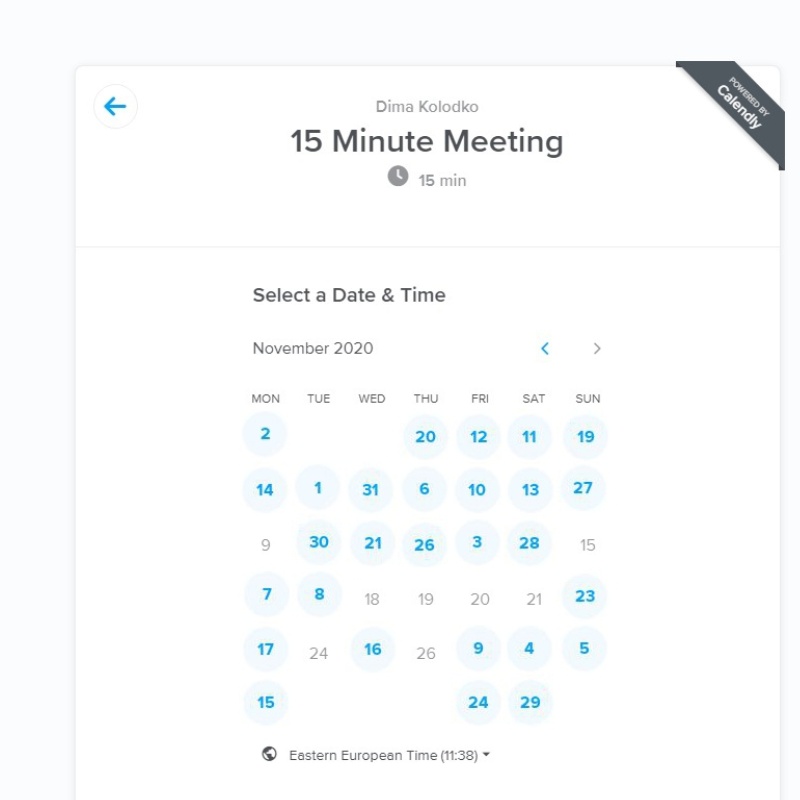 POWERED BY
Calendly
Dima Kolodko
15 Minute Meeting
15 min
Select a Date & Time
November 2020
MON TUE WED THU FRI SAT SUN
2 20 12 11 19
14 1 31 6 10 13 27
9 30 21 26 3 28 15
7 8 18 19 20 21 23
17 24 16 26 9 4 5
15 24 29
Eastern European Time (11:38)